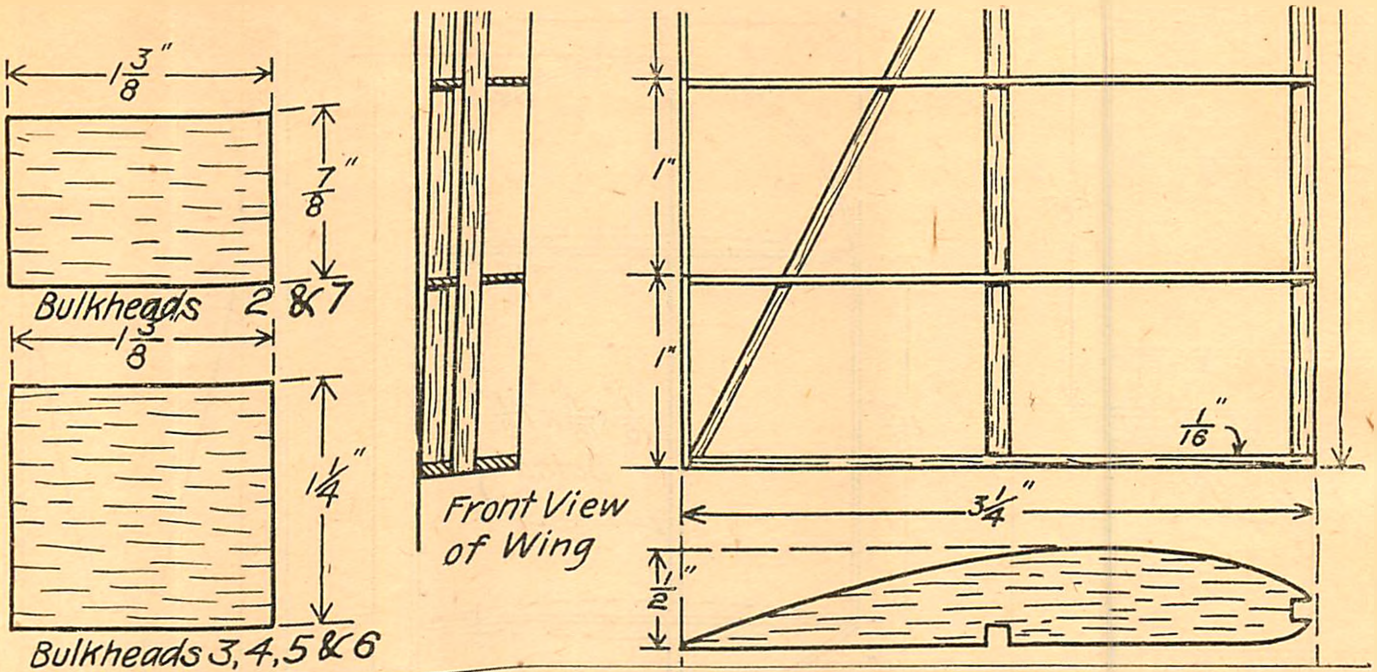 1 3/8"
7/8"
Bulkheads 2 & 7
1 3/8
1 1/4"
Bulkheads 3, 4, 5 & 6
Front View
of Wing
1"
1"
1/16"
3 1/4"
1/2"